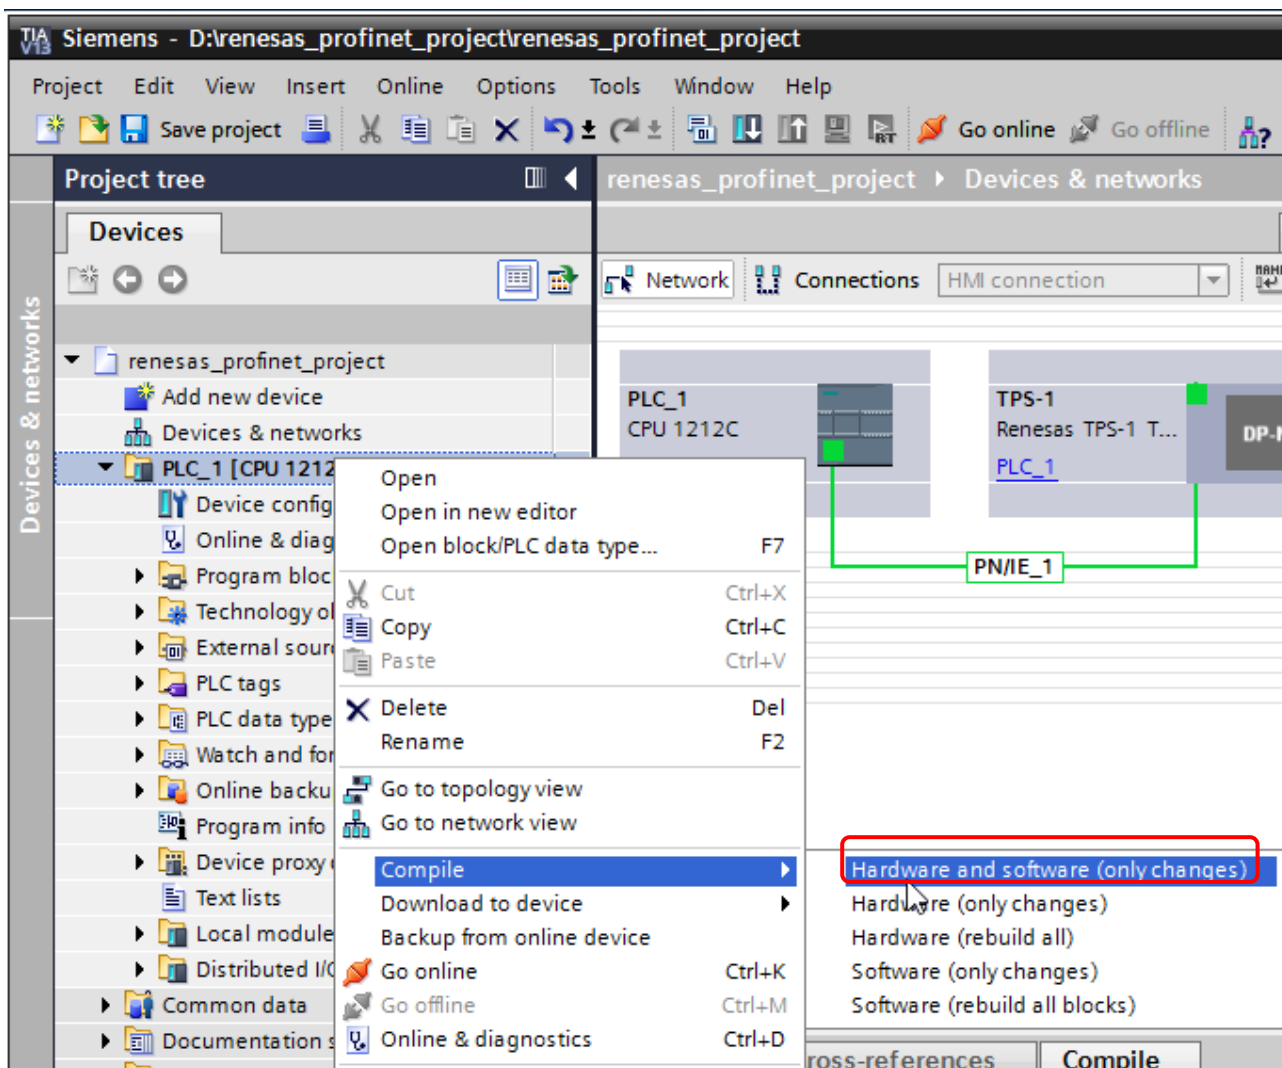 TIA V13 Siemens - D:\renesas_profinet_project\renesas_profinet_project
Project Edit View Insert Online Options Tools Window Help
Save project Go online Go offline
Project tree
renesas_profinet_project Devices & networks
Devices
Network Connections HMI connection
Devices & networks
renesas_profinet_project
Add new device
Devices & networks
PLC_1 [CPU 1212
Device config
Online & diag
Program bloc
Technology ol
External sour
PLC tags
PLC data type
Watch and for
Online backu
Program info
Device proxy
Text lists
Local module
Distributed I/O
Common data
Documentation s
PLC_1
CPU 1212C
TPS-1
Renesas TPS-1 T...
PLC_1
DP-N
PN/IE_1
Open
Open in new editor
Open block/PLC data type... F7
Cut Ctrl+X
Copy Ctrl+C
Paste Ctrl+V
Delete Del
Rename F2
Go to topology view
Go to network view
Compile
Download to device
Backup from online device
Go online Ctrl+K
Go offline Ctrl+M
Online & diagnostics Ctrl+D
Hardware and software (only changes)
Hardware (only changes)
Hardware (rebuild all)
Software (only changes)
Software (rebuild all blocks)
ross-references Compile